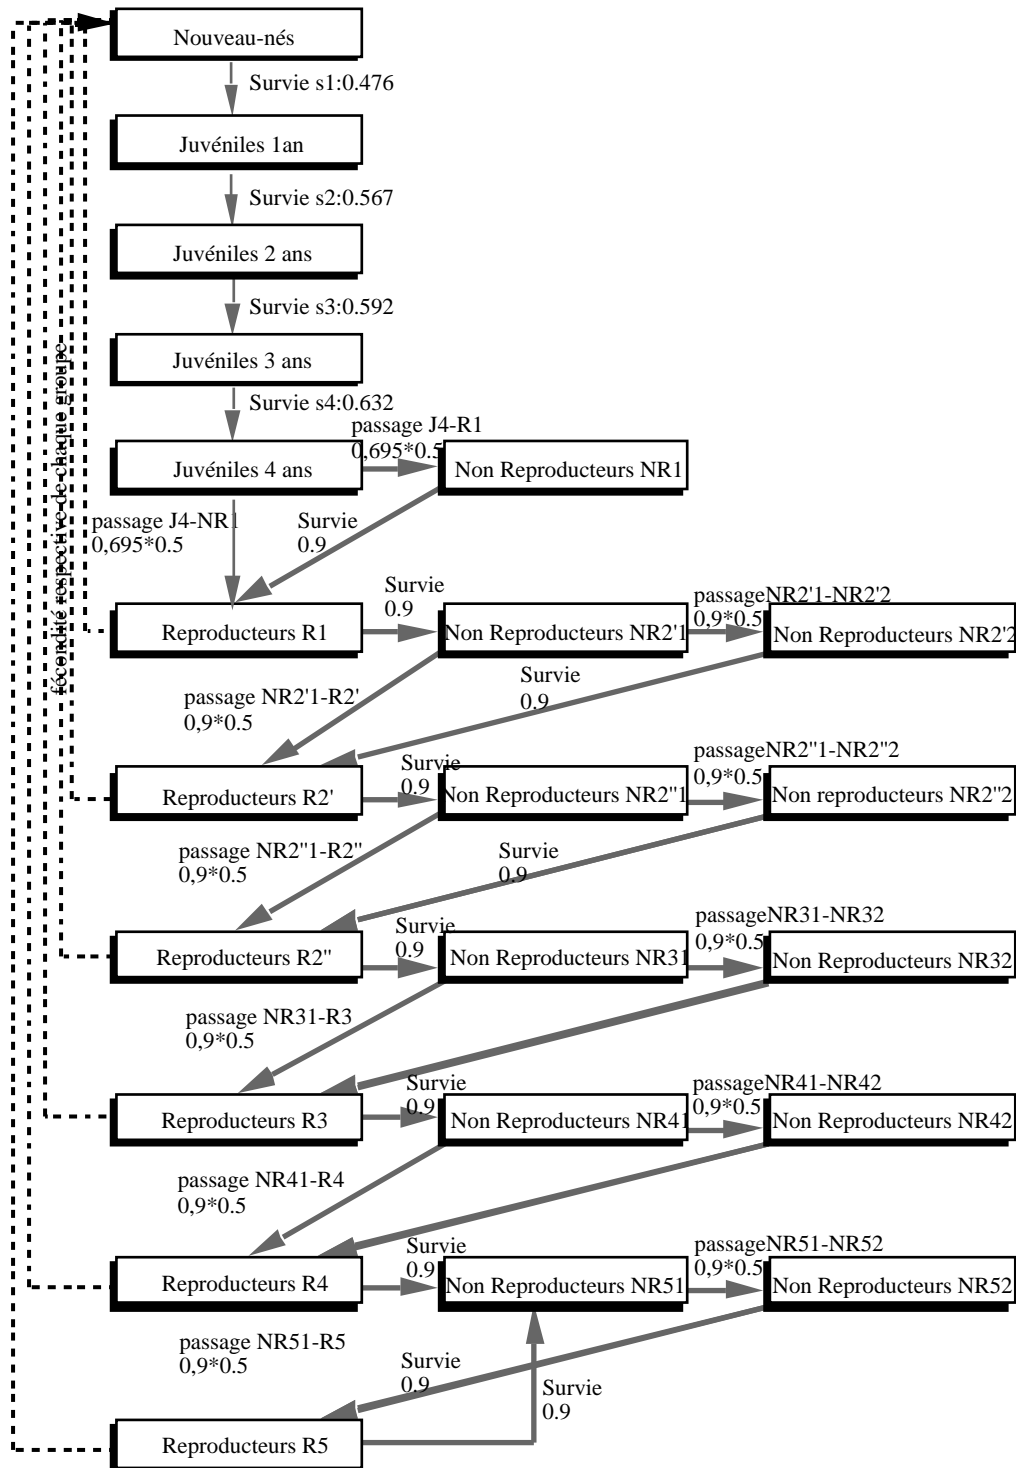 Nouveau-nés
Survie s1:0.476
Juvéniles 1an
Survie s2:0.567
Juvéniles 2 ans
Survie s3:0.592
Juvéniles 3 ans
Survie s4:0.632
passage J4-R1
0,695*0.5
Juvéniles 4 ans
Non Reproducteurs NR1
passage J4-NR1
0,695*0.5
Survie
0.9
fécondité respective de chaque groupe
Survie
0.9
passageNR2'1-NR2'2
0,9*0.5
Reproducteurs R1
Non Reproducteurs NR2'1
Non Reproducteurs NR2'2
passage NR2'1-R2'
0,9*0.5
Survie
0.9
Survie
0.9
passageNR2"1-NR2"2
0,9*0.5
Reproducteurs R2'
Non Reproducteurs NR2"1
Non reproducteurs NR2"2
passage NR2"1-R2"
0,9*0.5
Survie
0.9
Survie
0.9
passageNR31-NR32
0,9*0.5
Reproducteurs R2"
Non Reproducteurs NR31
Non Reproducteurs NR32
passage NR31-R3
0,9*0.5
Survie
0.9
passageNR41-NR42
0,9*0.5
Reproducteurs R3
Non Reproducteurs NR41
Non Reproducteurs NR42
passage NR41-R4
0,9*0.5
Survie
0.9
passageNR51-NR52
0,9*0.5
Reproducteurs R4
Non Reproducteurs NR51
Non Reproducteurs NR52
passage NR51-R5
0,9*0.5
Survie
0.9
Survie
0.9
Reproducteurs R5